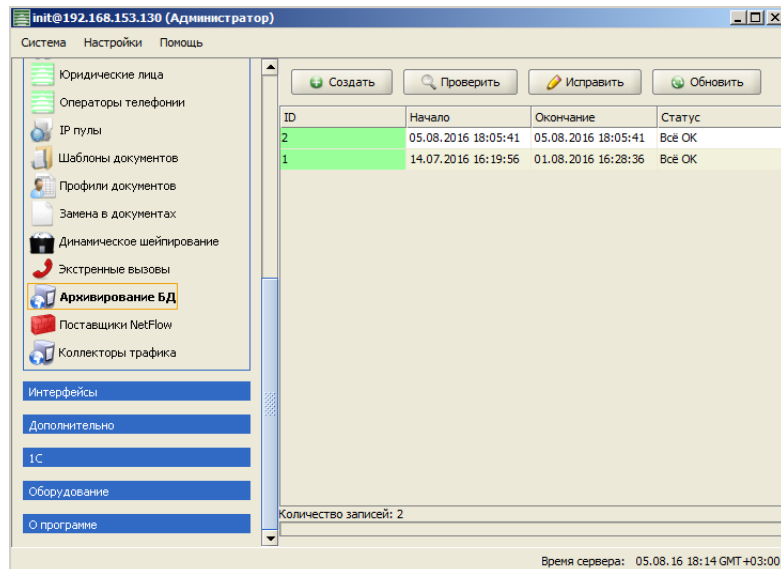 init@192.168.153.130 (Администратор)
Система Настройки Помощь
Юридические лица
Операторы телефонии
IP пулы
Шаблоны документов
Профили документов
Замена в документах
Динамическое шейпирование
Экстренные вызовы
Архивирование БД
Поставщики NetFlow
Коллекторы трафика
Интерфейсы
Дополнительно
1С
Оборудование
О программе
Создать Проверить Исправить Обновить
ID Начало Окончание Статус
2 05.08.2016 18:05:41 05.08.2016 18:05:41 Всё ОК
1 14.07.2016 16:19:56 01.08.2016 16:28:36 Всё ОК
Количество записей: 2
Время сервера: 05.08.16 18:14 GMT+03:00